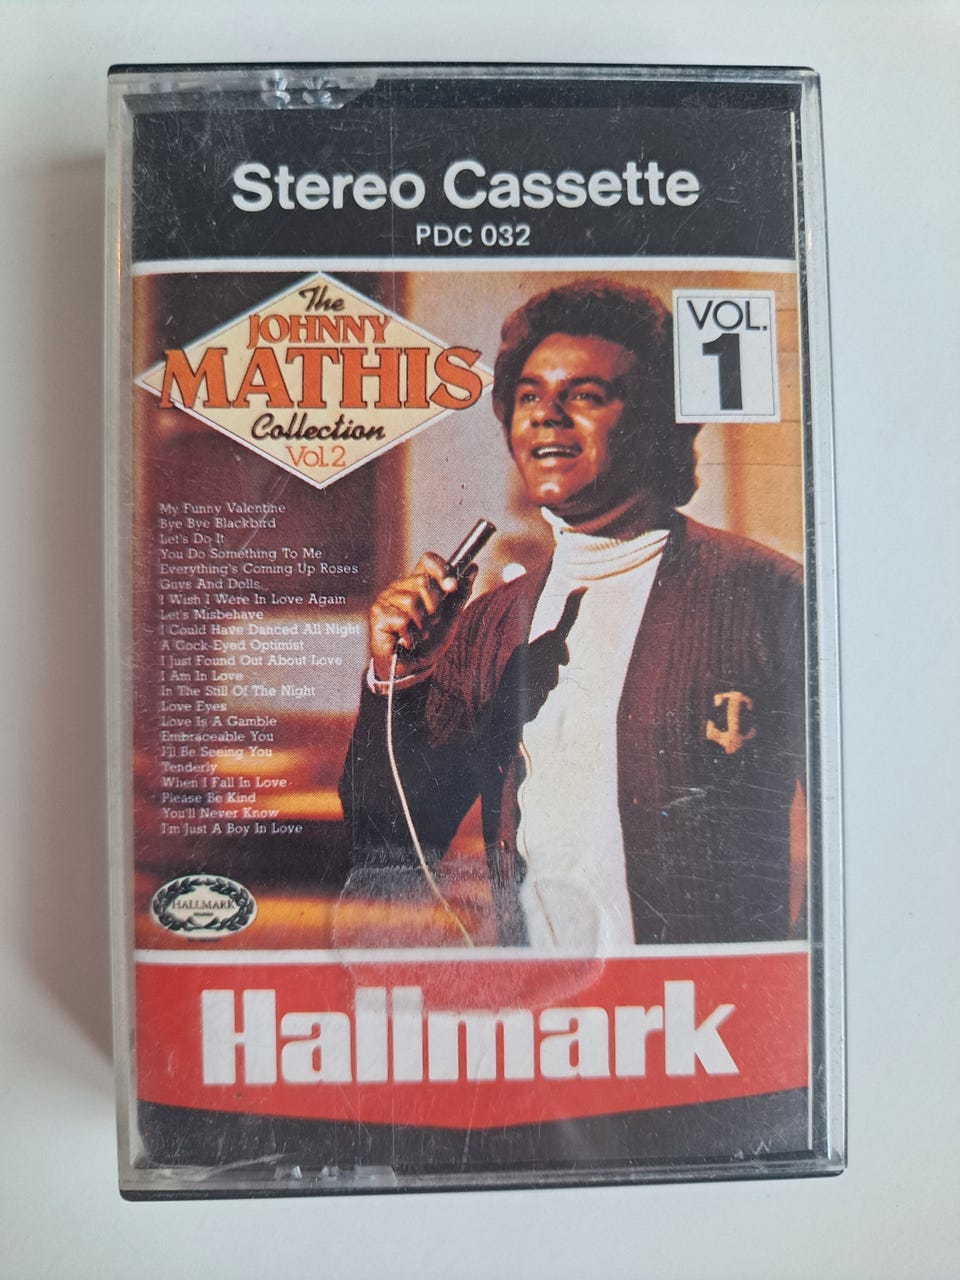 Stereo Cassette
PDC 032
The
JOHNNY
MATHIS
Collection
Vol.2
VOL.
1
My Funny Valentine
Bye Bye Blackbird
Let's Do It
You Do Something To Me
Everything's Coming Up Roses
Guys And Dolls
I Wish I Were In Love Again
Let's Misbehave
I Could Have Danced All Night
A Cock-Eyed Optimist
I Just Found Out About Love
I Am In Love
In The Still Of The Night
Love Eyes
Love Is A Gamble
Embraceable You
I'll Be Seeing You
Tenderly
When I Fall In Love
Please Be Kind
You'll Never Know
I'm Just A Boy In Love
HALLMARK
Hallmark